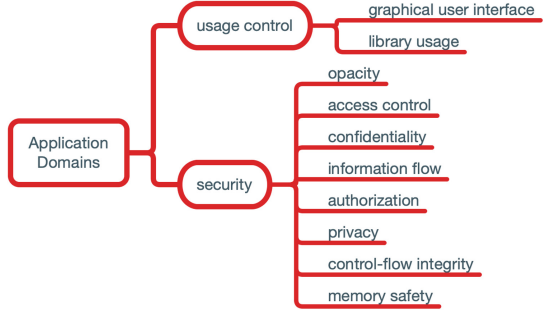 graphical user interface
usage control
library usage
opacity
access control
Application
Domains
confidentiality
information flow
security
authorization
privacy
control-flow integrity
memory safety